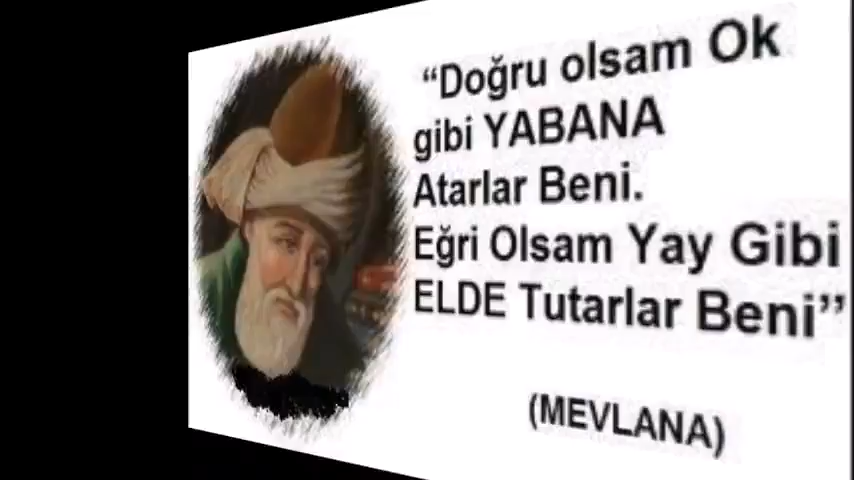 “Doğru olsam Ok
gibi YABANA
Atarlar Beni.
Eğri Olsam Yay Gibi
ELDE Tutarlar Beni”
(MEVLANA)